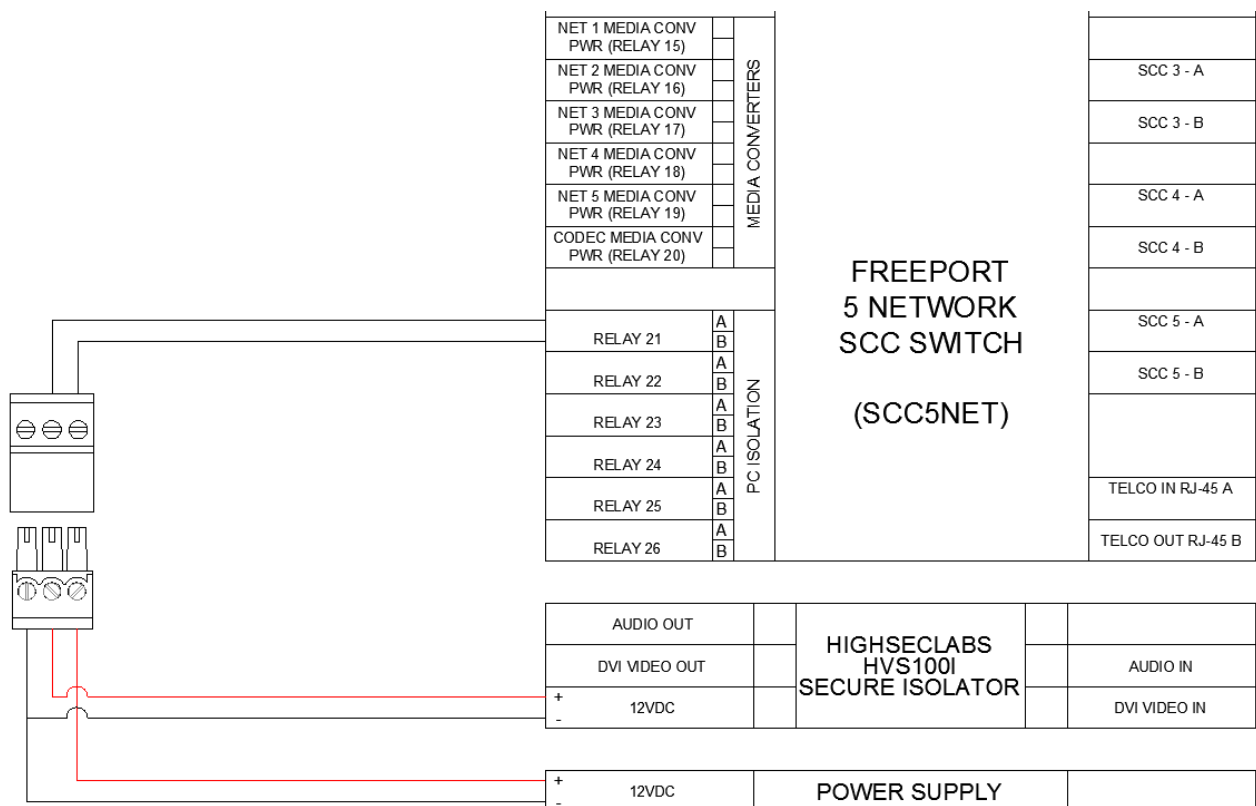 NET 1 MEDIA CONV
PWR (RELAY 15)
NET 2 MEDIA CONV
PWR (RELAY 16)
NET 3 MEDIA CONV
PWR (RELAY 17)
NET 4 MEDIA CONV
PWR (RELAY 18)
NET 5 MEDIA CONV
PWR (RELAY 19)
CODEC MEDIA CONV
PWR (RELAY 20)
MEDIA CONVERTERS
RELAY 21
A
B
RELAY 22
A
B
RELAY 23
A
B
RELAY 24
A
B
RELAY 25
A
B
RELAY 26
A
B
PC ISOLATION
FREEPORT
5 NETWORK
SCC SWITCH
(SCC5NET)
SCC 3 - A
SCC 3 - B
SCC 4 - A
SCC 4 - B
SCC 5 - A
SCC 5 - B
TELCO IN RJ-45 A
TELCO OUT RJ-45 B
AUDIO OUT
DVI VIDEO OUT
+
12VDC
-
HIGHSECLABS
HVS100I
SECURE ISOLATOR
AUDIO IN
DVI VIDEO IN
+
12VDC
-
POWER SUPPLY